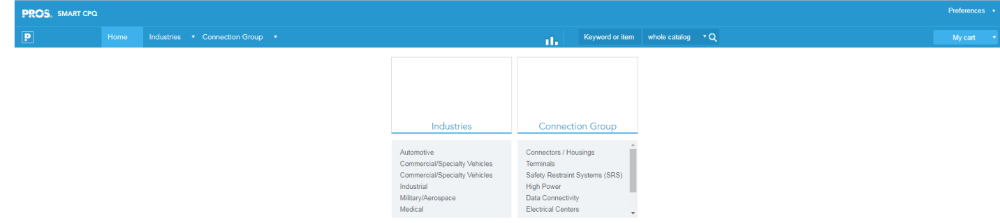 PROS. SMART CPQ
Preferences
P
Home
Industries
Connection Group
Keyword or item
whole catalog
My cart
Industries
Automotive
Commercial/Specialty Vehicles
Commercial/Specialty Vehicles
Industrial
Military/Aerospace
Medical
Connection Group
Connectors / Housings
Terminals
Safety Restraint Systems (SRS)
High Power
Data Connectivity
Electrical Centers